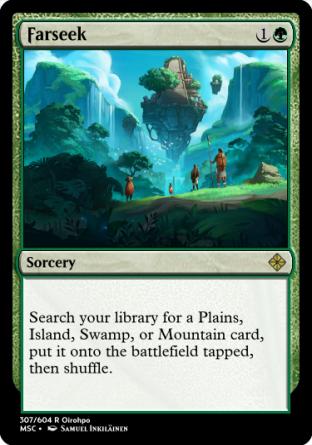 Farseek 1
Sorcery
Search your library for a Plains,
Island, Swamp, or Mountain card,
put it onto the battlefield tapped,
then shuffle.
307/604 R Oirohpo
MSC • Samuel Inkiläinen